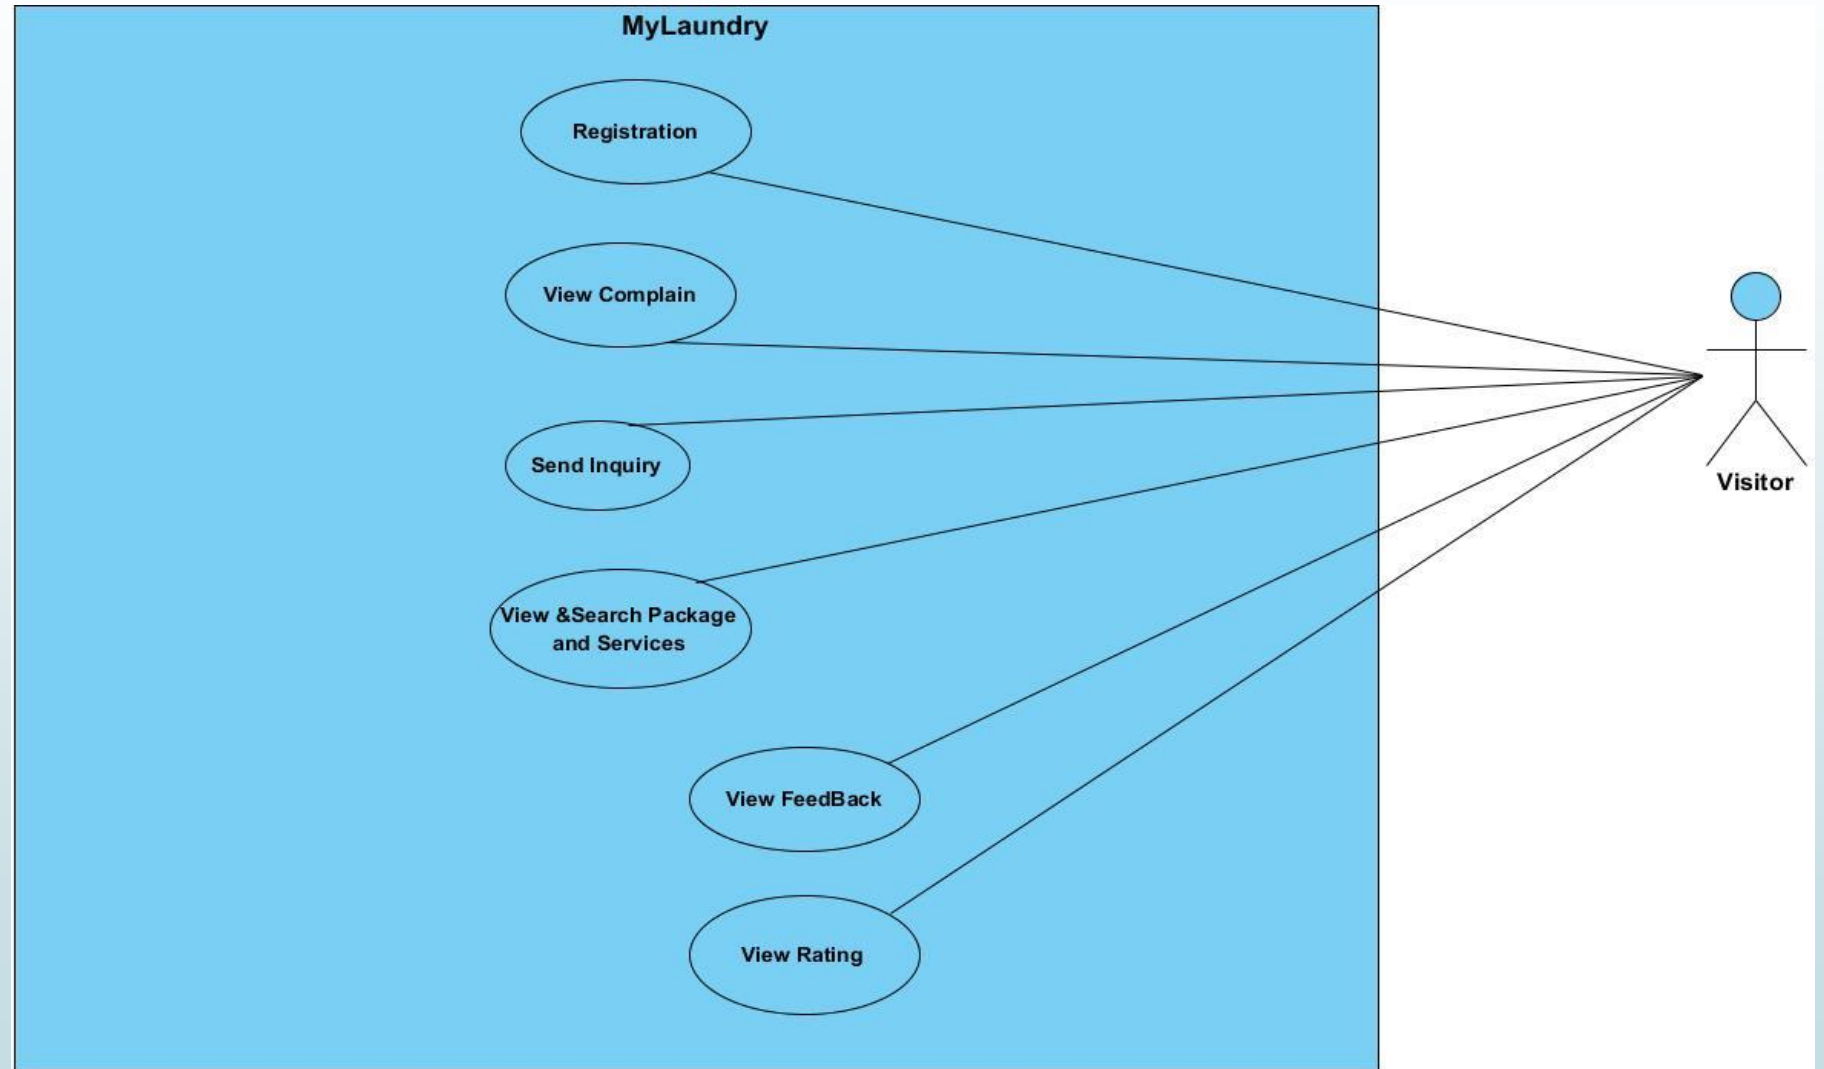 MyLaundry
Registration
View Complain
Send Inquiry
View &Search Package
and Services
View FeedBack
View Rating
Visitor